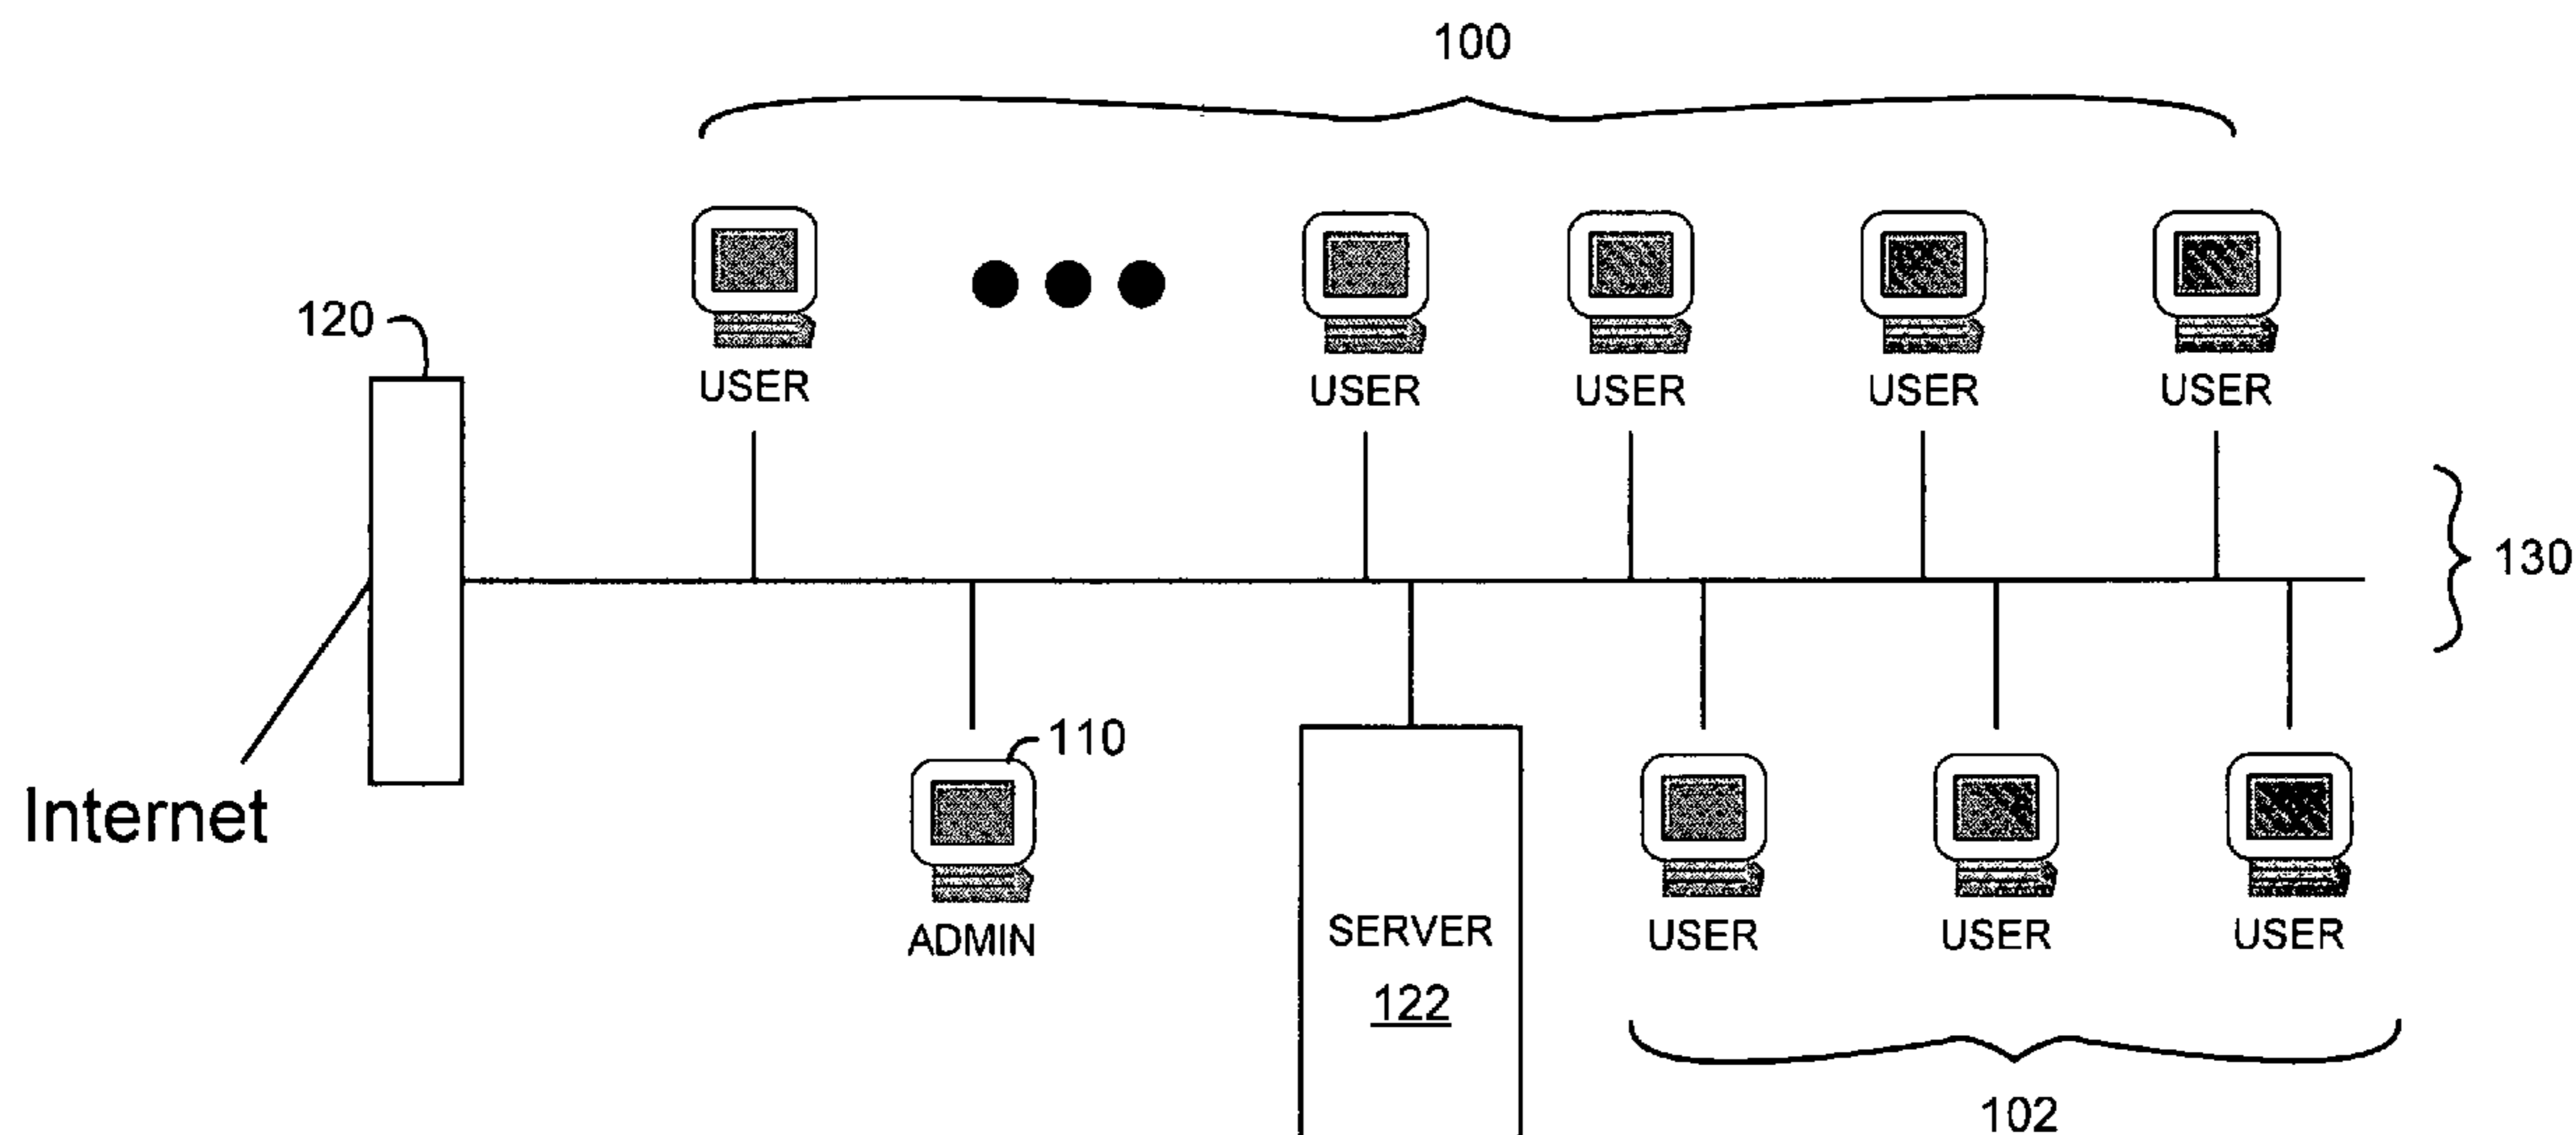 100
120
USER
USER
USER
USER
USER
130
110
Internet
ADMIN
SERVER
122
USER
USER
USER
102